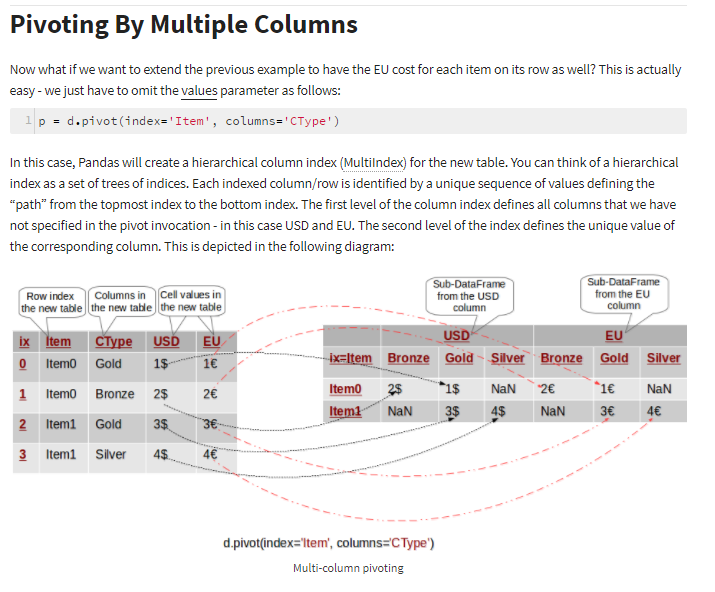 Pivoting By Multiple Columns
Now what if we want to extend the previous example to have the EU cost for each item on its row as well? This is actually
easy - we just have to omit the values parameter as follows:
1 p = d.pivot(index='Item', columns='CType')
In this case, Pandas will create a hierarchical column index (MultiIndex) for the new table. You can think of a hierarchical
index as a set of trees of indices. Each indexed column/row is identified by a unique sequence of values defining the
“path” from the topmost index to the bottom index. The first level of the column index defines all columns that we have
not specified in the pivot invocation - in this case USD and EU. The second level of the index defines the unique value of
the corresponding column. This is depicted in the following diagram:
Row index
the new table
Columns in
the new table
Cell values in
the new table
ix Item CType USD EU
0 Item0 Gold 1$ 1€
1 Item0 Bronze 2$ 2€
2 Item1 Gold 3$ 3€
3 Item1 Silver 4$ 4€
Sub-DataFrame
from the USD
column
Sub-DataFrame
from the EU
column
USD EU
ix=Item Bronze Gold Silver Bronze Gold Silver
Item0 2$ 1$ NaN 2€ 1€ NaN
Item1 NaN 3$ 4$ NaN 3€ 4€
d.pivot(index='Item', columns='CType')
Multi-column pivoting